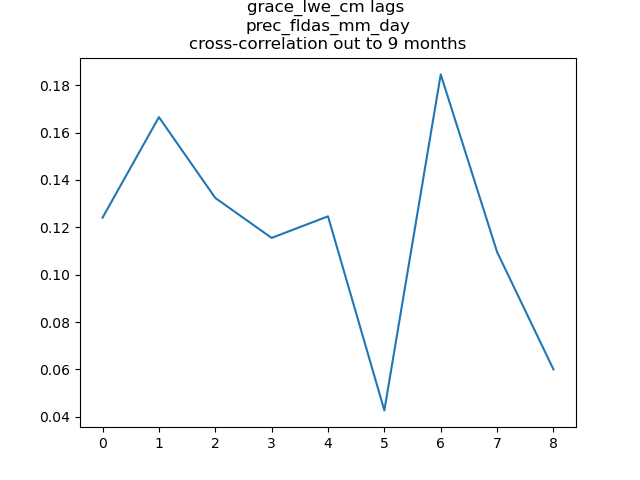 grace_lwe_cm lags
prec_fldas_mm_day
cross-correlation out to 9 months
0.18
0.16
0.14
0.12
0.10
0.08
0.06
0.04
0 1 2 3 4 5 6 7 8